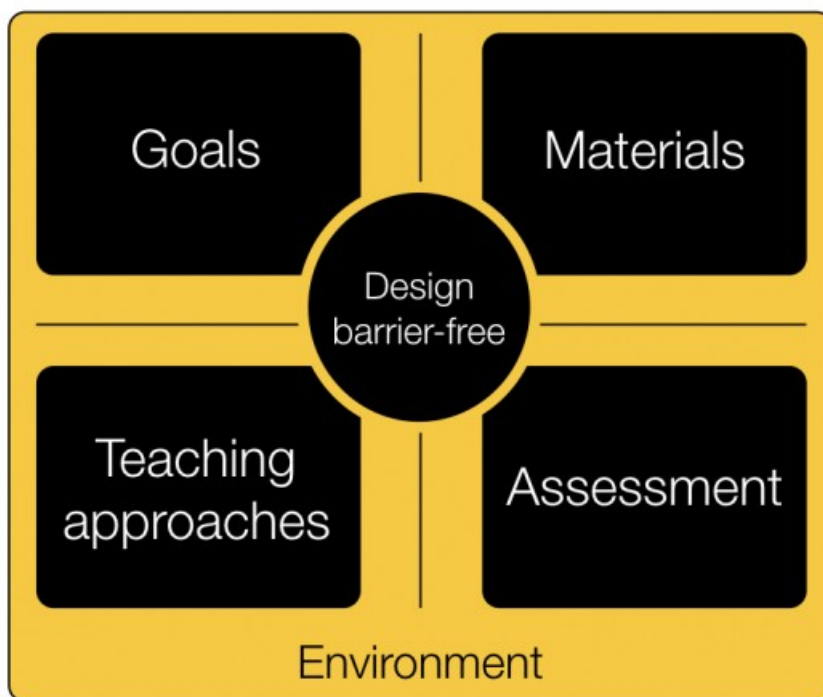 Goals
Materials
Design
barrier-free
Teaching
approaches
Assessment
Environment